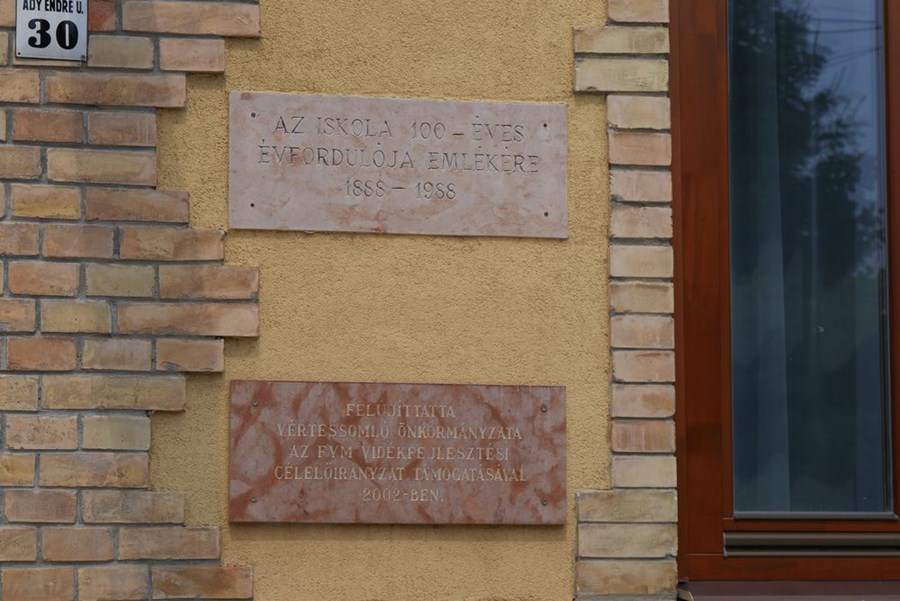 ADY ENDRE U.
30
AZ ISKOLA 100 - ÉVES
ÉVFORDULÓJA EMLÉKÉRE
1888 - 1988
FELUJÍTTATTA
VÉRTESSOMLÓ ÖNKORMÁNYZATA
AZ FVM VIDÉKFEJLESZTÉSI
CÉLELŐIRÁNYZAT TÁMOGATÁSÁVAL
2002-BEN.